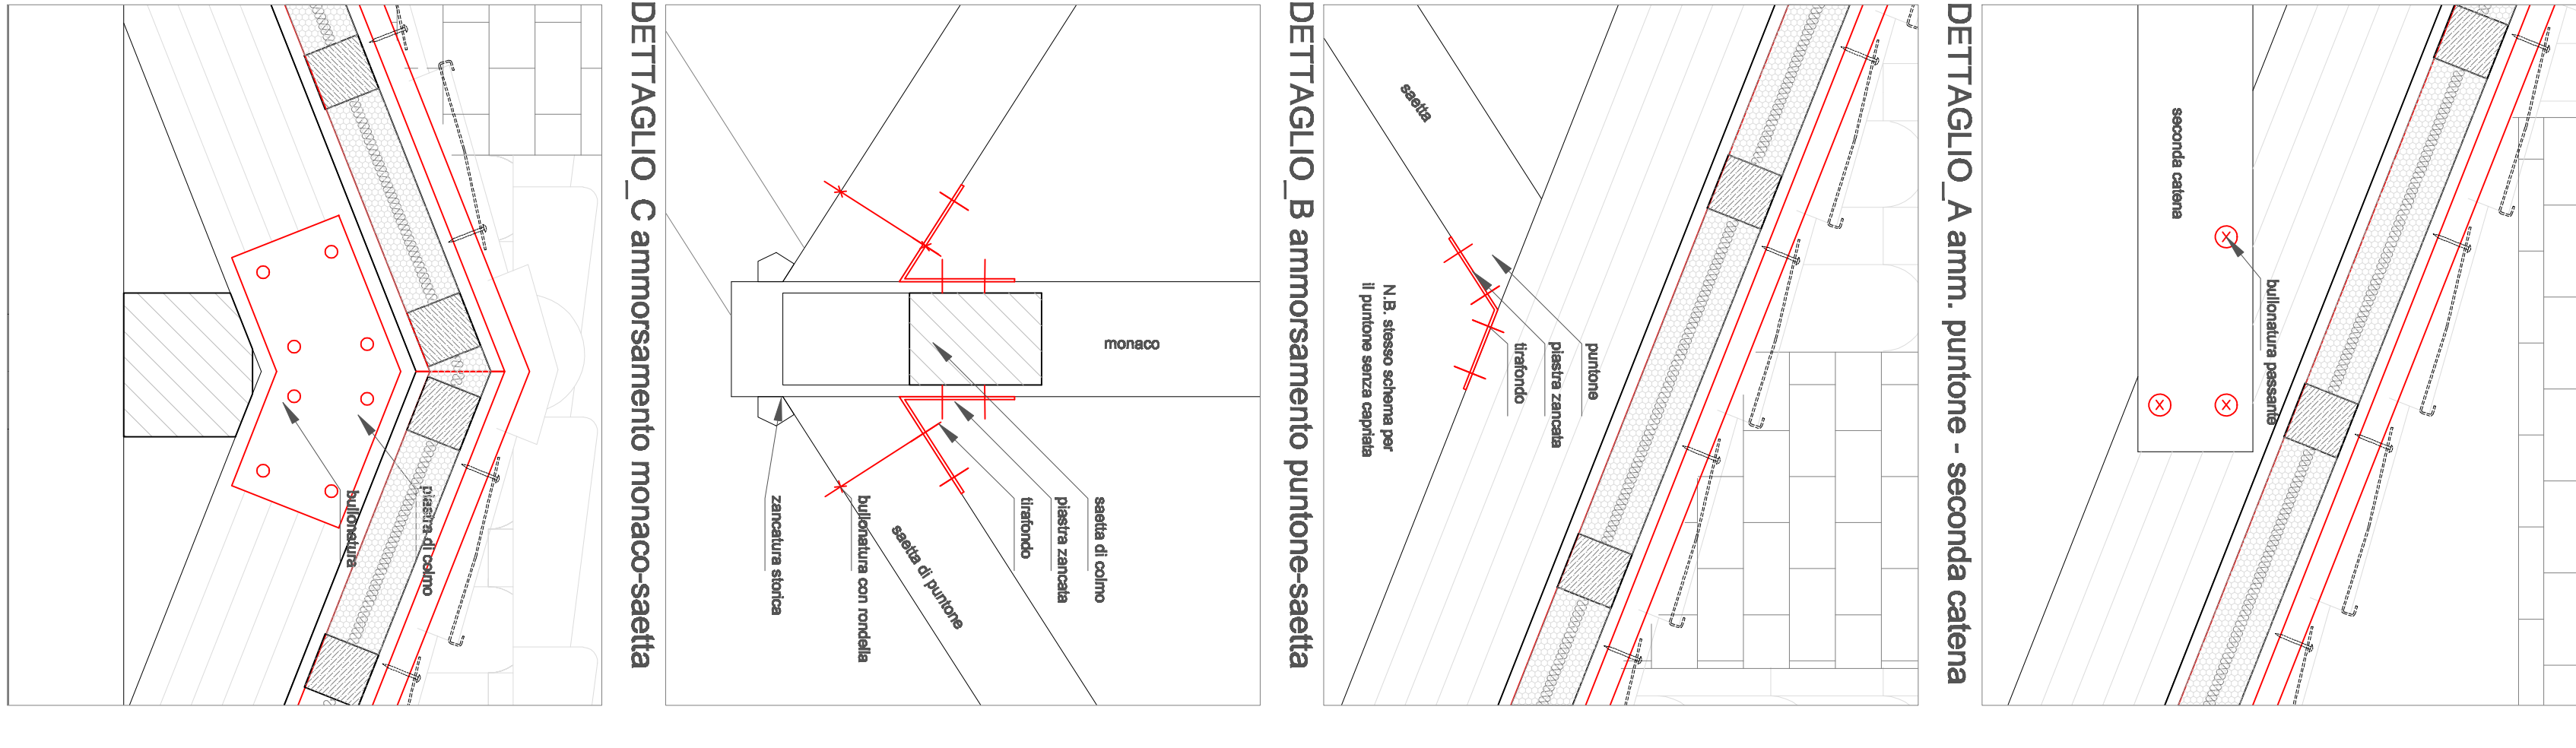 seconda catena
bullonatura passante
DETTAGLIO_A amm. puntone - seconda catena
saetta
puntone
piastra zancata
tirafondo
N.B. stesso schema per
il puntone senza capriata
DETTAGLIO_B ammorsamento puntone-saetta
monaco
saetta di colmo
piastra zancata
tirafondo
saetta di puntone
bullonatura con rondella
zancatura storica
DETTAGLIO_C ammorsamento monaco-saetta
piastra di colmo
bullonatura